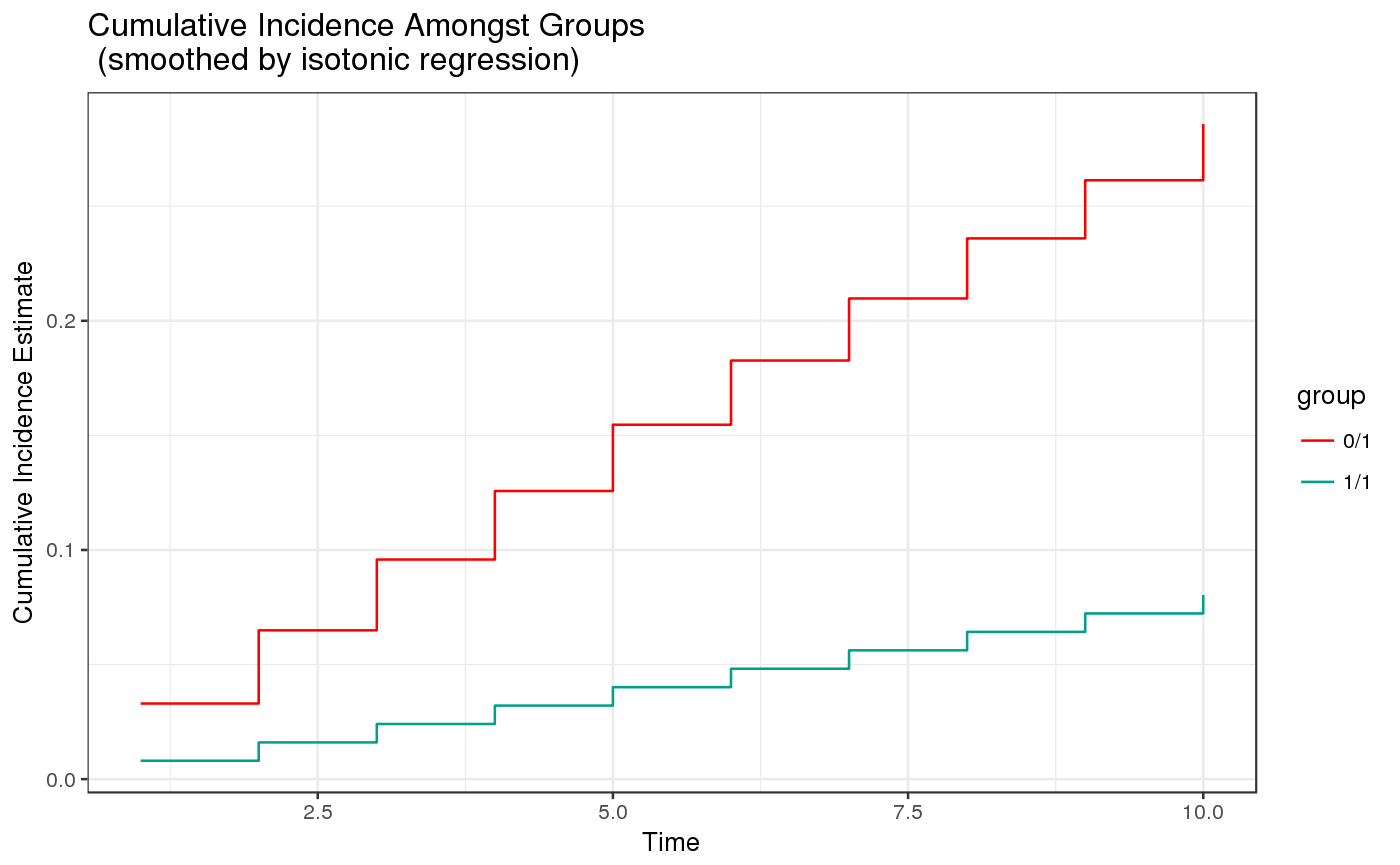 Cumulative Incidence Amongst Groups
(smoothed by isotonic regression)
Cumulative Incidence Estimate
0.2
0.1
0.0
2.5 5.0 7.5 10.0
Time
group
0/1
1/1